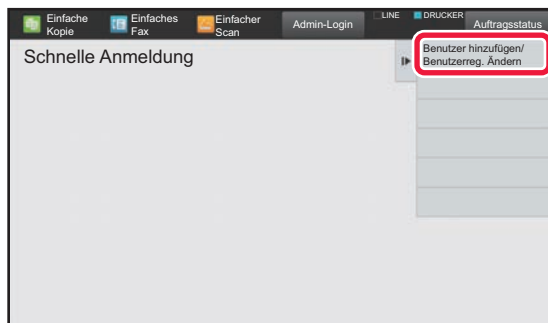 Einfache
Kopie
Einfaches
Fax
Einfacher
Scan
Admin-Login
LINE
DRUCKER
Auftragsstatus
Schnelle Anmeldung
Benutzer hinzufügen/
Benutzerreg. Ändern